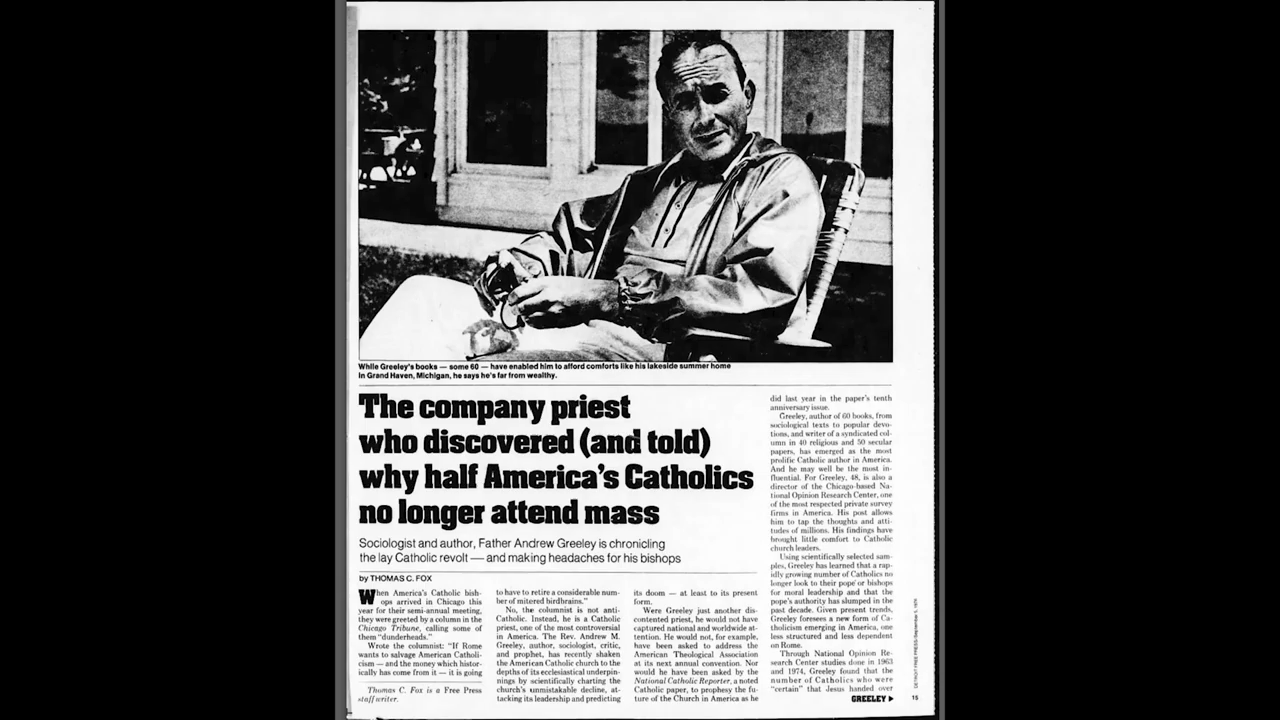 While Greeley's books — some 60 — have enabled him to afford comforts like his lakeside summer home
in Grand Haven, Michigan, he says he's far from wealthy.
The company priest
who discovered (and told)
why half America's Catholics
no longer attend mass
Sociologist and author, Father Andrew Greeley is chronicling
the lay Catholic revolt — and making headaches for his bishops
by THOMAS C. FOX
When America's Catholic bish-
ops arrived in Chicago this
year for their semi-annual meeting,
they were greeted by a column in the
Chicago Tribune, calling some of
them "dunderheads."
Wrote the columnist: "If Rome
wants to salvage American Catholi-
cism — and the money which histor-
ically has come from it — it is going
Thomas C. Fox is a Free Press
staff writer.
to have to retire a considerable num-
ber of mitered birdbrains."
No, the columnist is not anti-
Catholic. Instead, he is a Catholic
priest, one of the most controversial
in America. The Rev. Andrew M.
Greeley, author, sociologist, critic,
and prophet, has recently shaken
the American Catholic church to the
depths of its ecclesiastical underpin-
nings by scientifically charting the
church's unmistakable decline, at-
tacking its leadership and predicting
its doom — at least to its present
form.
Were Greeley just another dis-
contented priest, he would not have
captured national and worldwide at-
tention. He would not, for example,
have been asked to address the
American Theological Association
at its next annual convention. Nor
would he have been asked by the
National Catholic Reporter, a noted
Catholic paper, to prophesy the fu-
ture of the Church in America as he
did last year in the paper's tenth
anniversary issue.
Greeley, author of 60 books, from
sociological texts to popular devo-
tions, and writer of a syndicated col-
umn in 40 religious and 50 secular
papers, has emerged as the most
prolific Catholic author in America.
And he may well be the most in-
fluential. For Greeley, 48, is also a
director of the Chicago-based Na-
tional Opinion Research Center, one
of the most respected private survey
firms in America. His post allows
him to tap the thoughts and atti-
tudes of millions. His findings have
brought little comfort to Catholic
church leaders.
Using scientifically selected sam-
ples, Greeley has learned that a rap-
idly growing number of Catholics no
longer look to their pope or bishops
for moral leadership and that the
pope's authority has slumped in the
past decade. Given present trends,
Greeley foresees a new form of Ca-
tholicism emerging in America, one
less structured and less dependent
on Rome.
Through National Opinion Re-
search Center studies done in 1963
and 1974, Greeley found that the
number of Catholics who were
"certain" that Jesus handed over
GREELEY ▶
DETROIT FREE PRESS/September 5, 1976
15